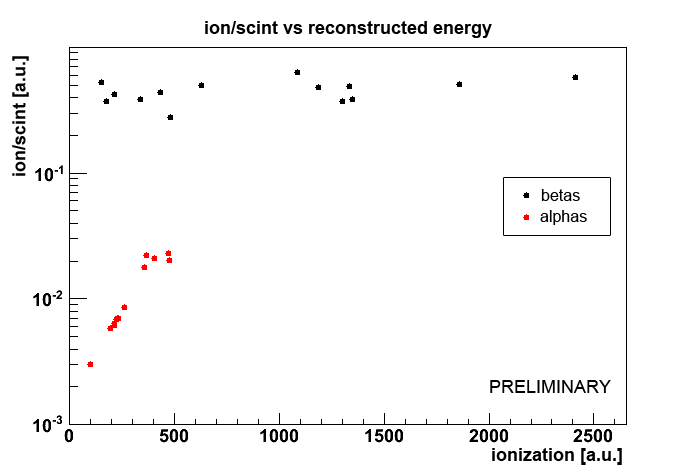 ion/scint vs reconstructed energy
ion/scint [a.u.]
10-1
10-2
10-3
betas
alphas
PRELIMINARY
0 500 1000 1500 2000 2500
ionization [a.u.]